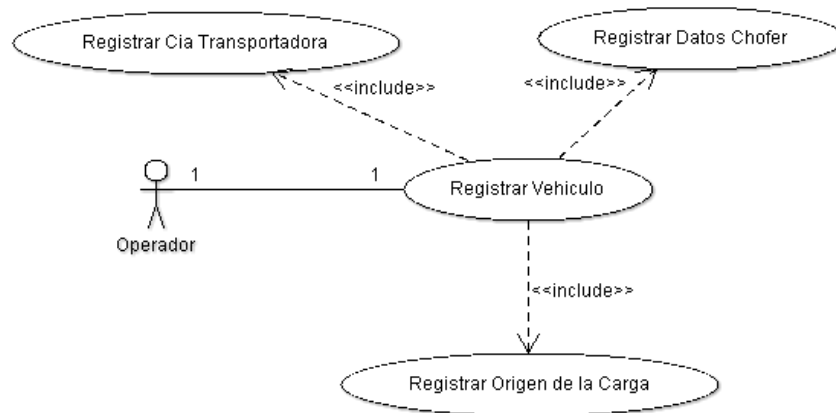 Registrar Cia Transportadora
Registrar Datos Chofer
<<include>>
<<include>>
1
1
Registrar Vehiculo
Operador
<<include>>
Registrar Origen de la Carga